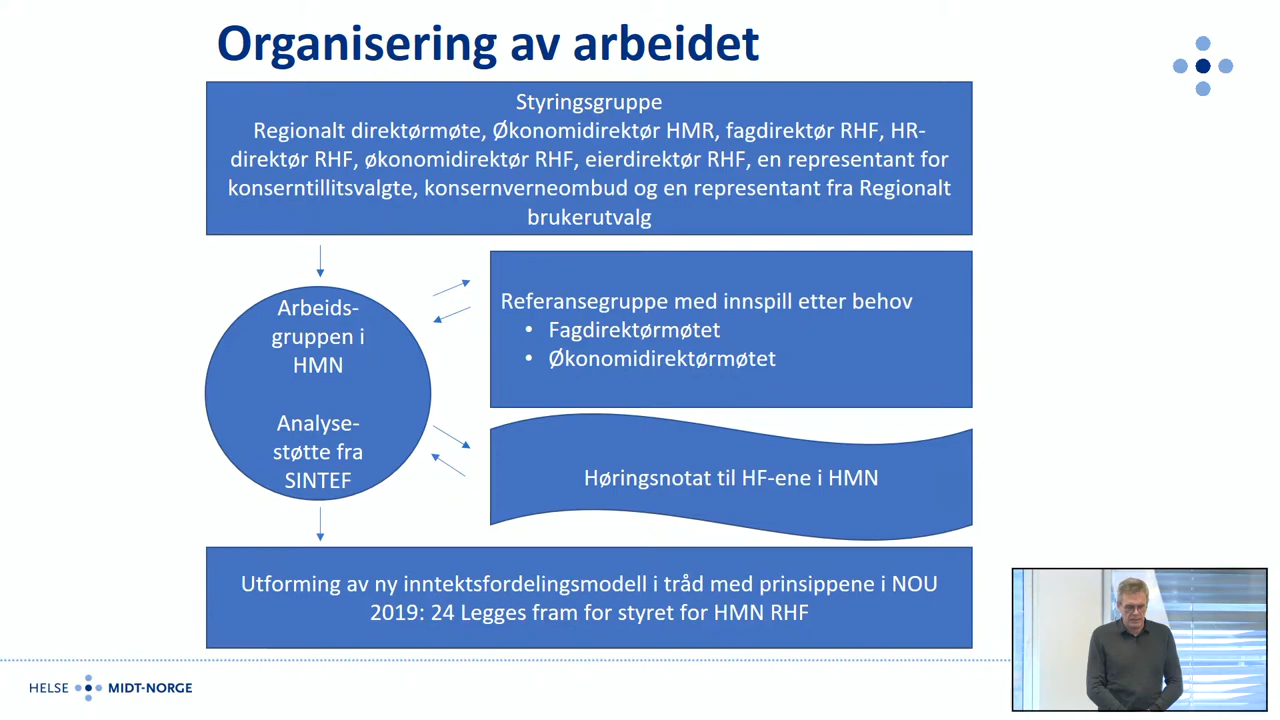 Organisering av arbeidet
Styringsgruppe
Regionalt direktørmøte, Økonomidirektør HMR, fagdirektør RHF, HR-
direktør RHF, økonomidirektør RHF, eierdirektør RHF, en representant for
konserntillitsvalgte, konsernverneombud og en representant fra Regionalt
brukerutvalg
Arbeids-
gruppen i
HMN
Analyse-
støtte fra
SINTEF
Referansegruppe med innspill etter behov
• Fagdirektørmøtet
• Økonomidirektørmøtet
Høringsnotat til HF-ene i HMN
Utforming av ny inntektsfordelingsmodell i tråd med prinsippene i NOU
2019: 24 Legges fram for styret for HMN RHF
HELSE MIDT-NORGE